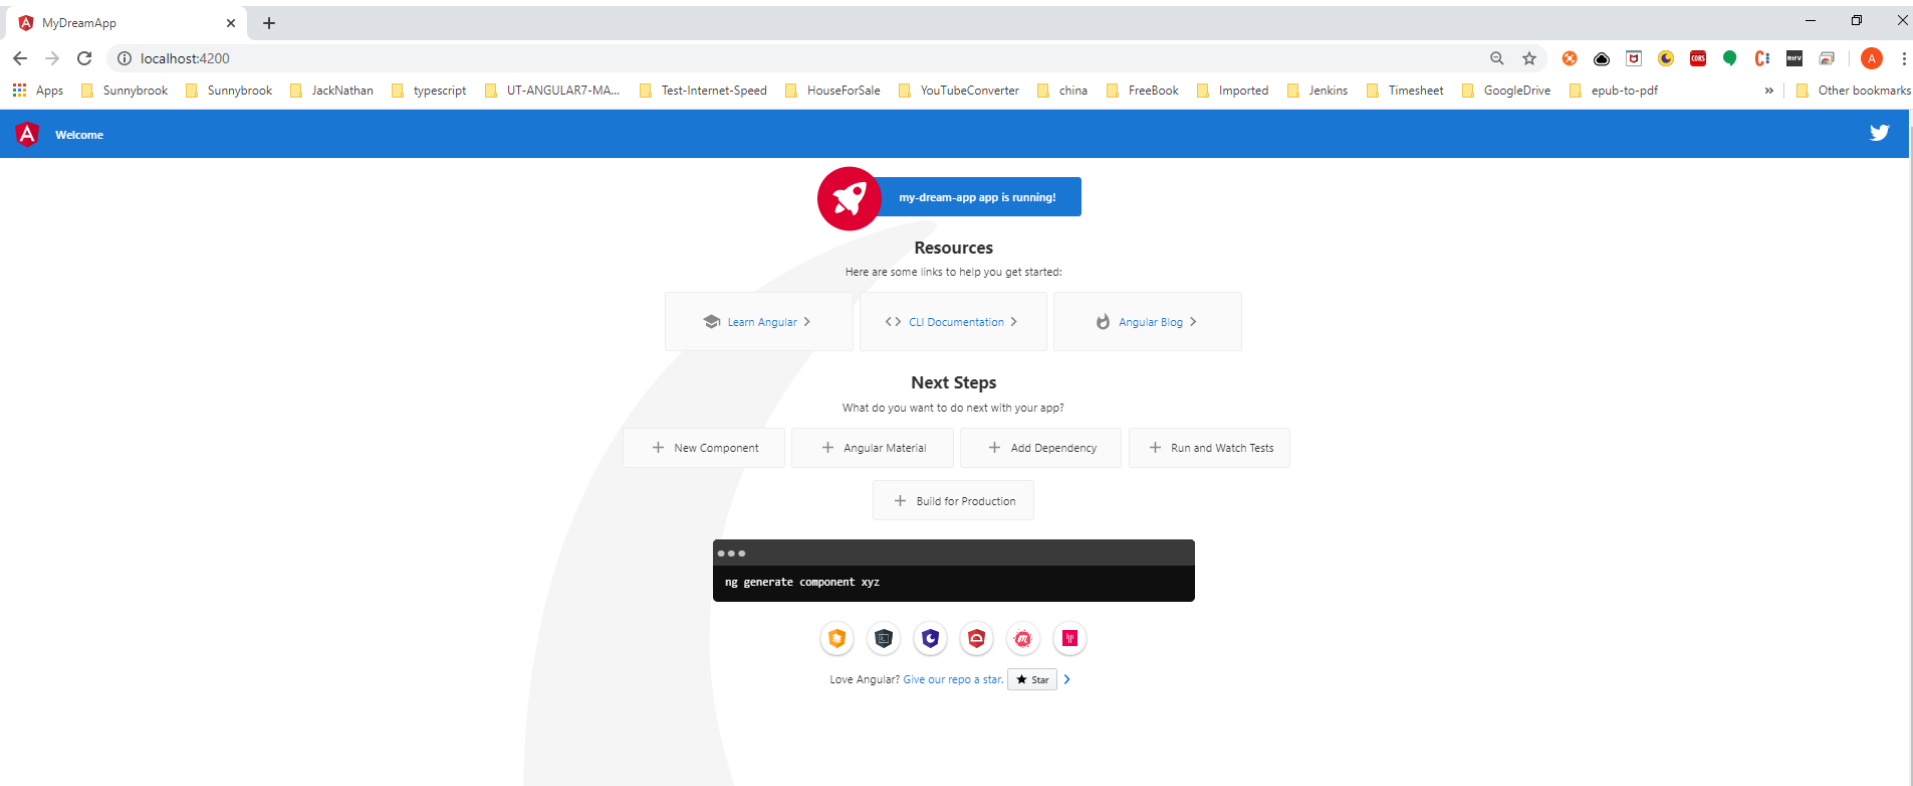 MyDreamApp
localhost:4200
Apps Sunnybrook Sunnybrook JackNathan typescript UT-ANGULAR7-MA... Test-Internet-Speed HouseForSale YouTubeConverter china FreeBook Imported Jenkins Timesheet GoogleDrive epub-to-pdf » Other bookmarks
Welcome
my-dream-app app is running!
Resources
Here are some links to help you get started:
Learn Angular
CLI Documentation
Angular Blog
Next Steps
What do you want to do next with your app?
New Component
Angular Material
Add Dependency
Run and Watch Tests
Build for Production
ng generate component xyz
Love Angular? Give our repo a star. Star